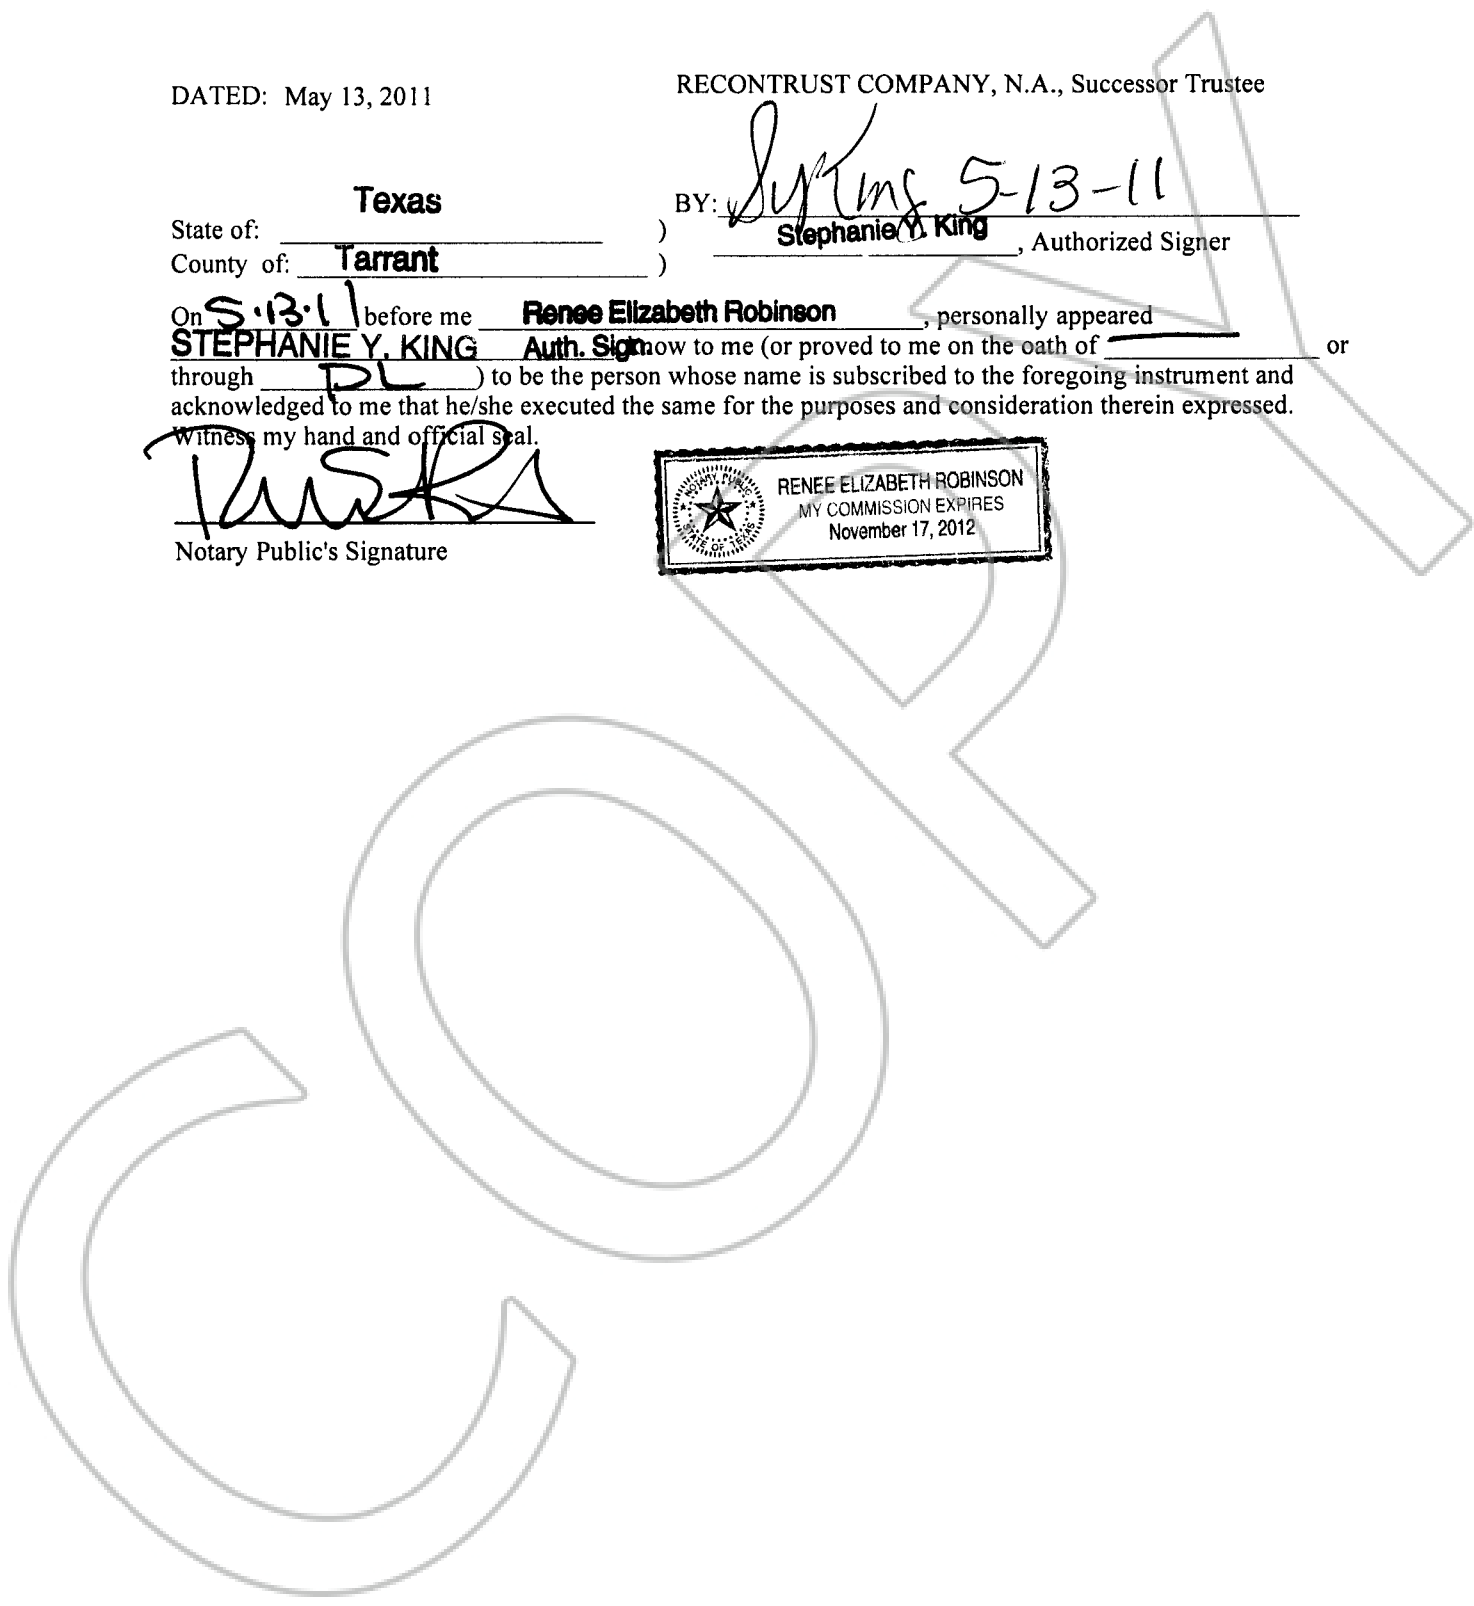 DATED: May 13, 2011
RECONTRUST COMPANY, N.A., Successor Trustee
Texas
BY: SyKing 5-13-11
State of: )
Stephanie Y. King, Authorized Signer
County of: Tarrant )
On 5·13·11 before me Renee Elizabeth Robinson, personally appeared
STEPHANIE Y. KING Auth. Sign. now to me (or proved to me on the oath of or
through DL ) to be the person whose name is subscribed to the foregoing instrument and
acknowledged to me that he/she executed the same for the purposes and consideration therein expressed.
Witness my hand and official seal.
NOTARY PUBLIC
STATE OF TEXAS
RENEE ELIZABETH ROBINSON
MY COMMISSION EXPIRES
November 17, 2012
Notary Public's Signature
COPY